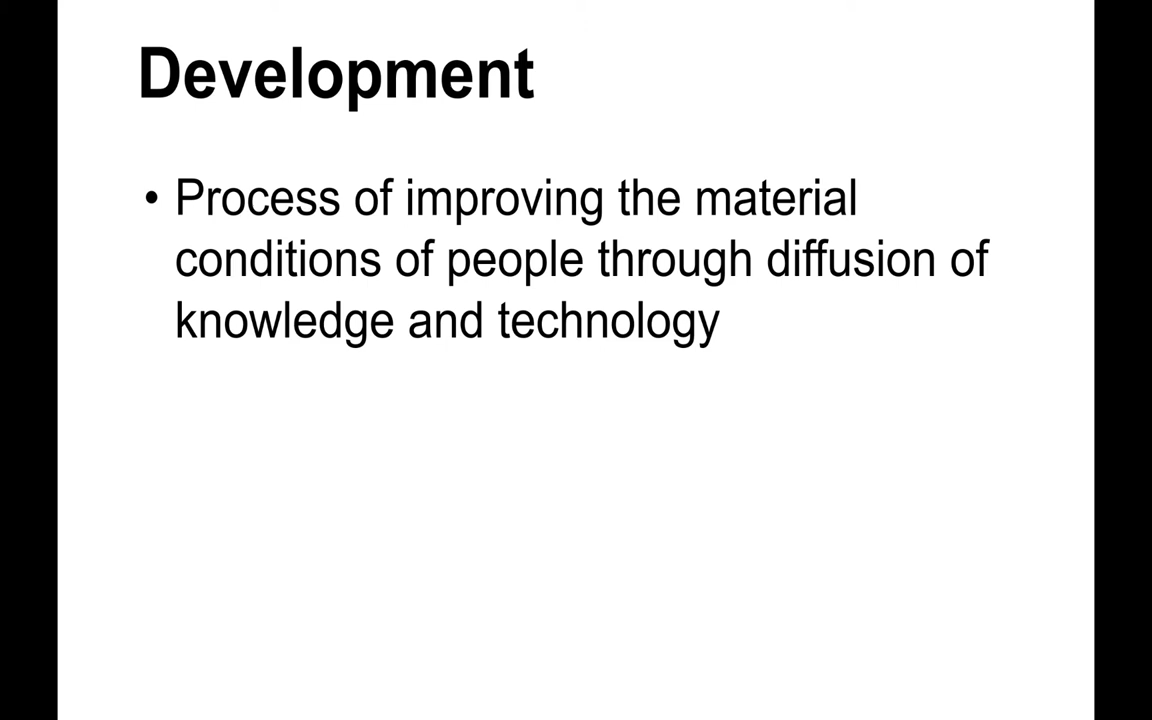 Development
• Process of improving the material
conditions of people through diffusion of
knowledge and technology